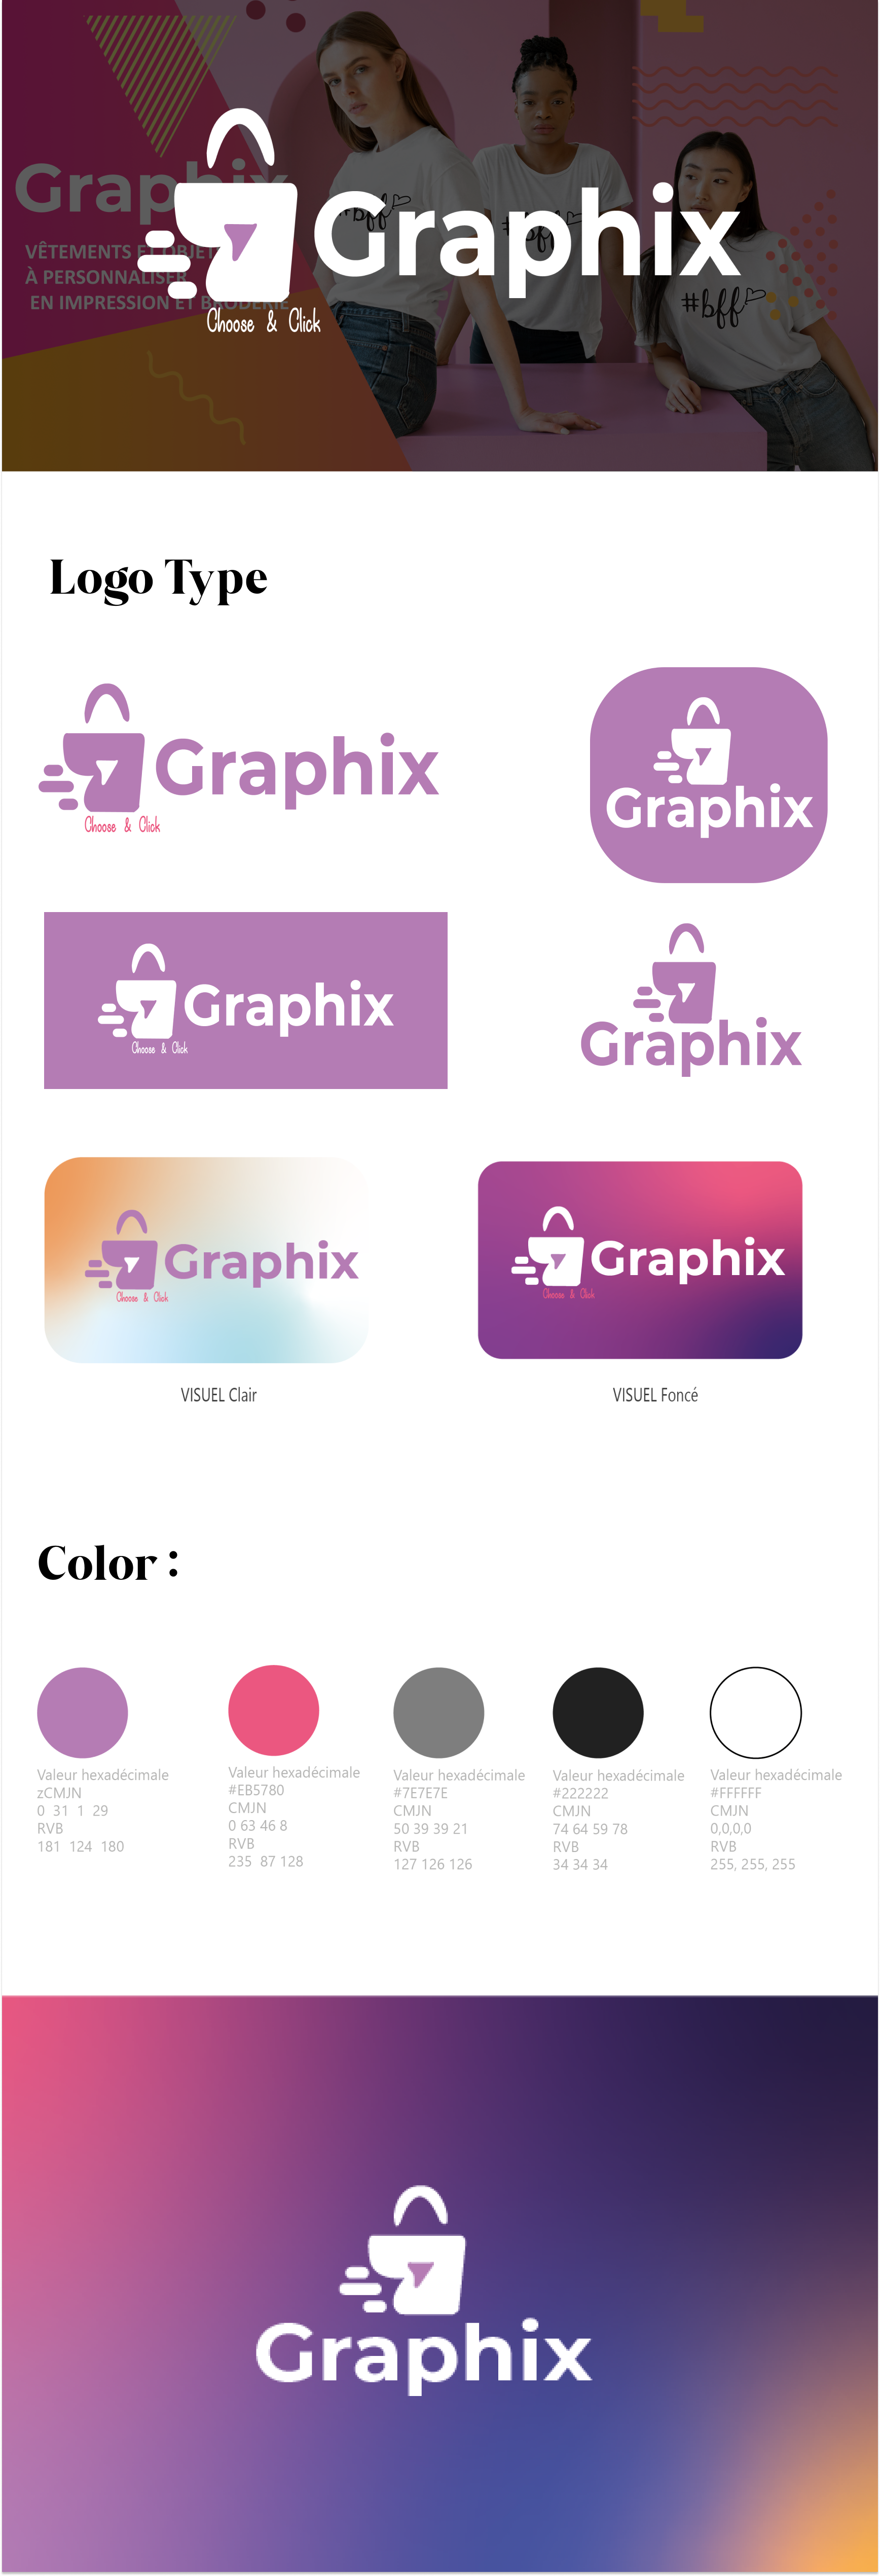 Graphix
VÊTEMENTS ET OBJET
À PERSONNALISER
EN IMPRESSION ET BRODERIE
#bff
#bff
#bff
Graphix
Choose & Click
Logo Type
Graphix
Choose & Click
Graphix
Graphix
Choose & Click
Graphix
Graphix
Choose & Click
Graphix
Choose & Click
VISUEL Clair
VISUEL Foncé
Color :
Valeur hexadécimale
zCMJN
0 31 1 29
RVB
181 124 180
Valeur hexadécimale
#EB5780
CMJN
0 63 46 8
RVB
235 87 128
Valeur hexadécimale
#7E7E7E
CMJN
50 39 39 21
RVB
127 126 126
Valeur hexadécimale
#222222
CMJN
74 64 59 78
RVB
34 34 34
Valeur hexadécimale
#FFFFFF
CMJN
0,0,0,0
RVB
255, 255, 255
Graphix